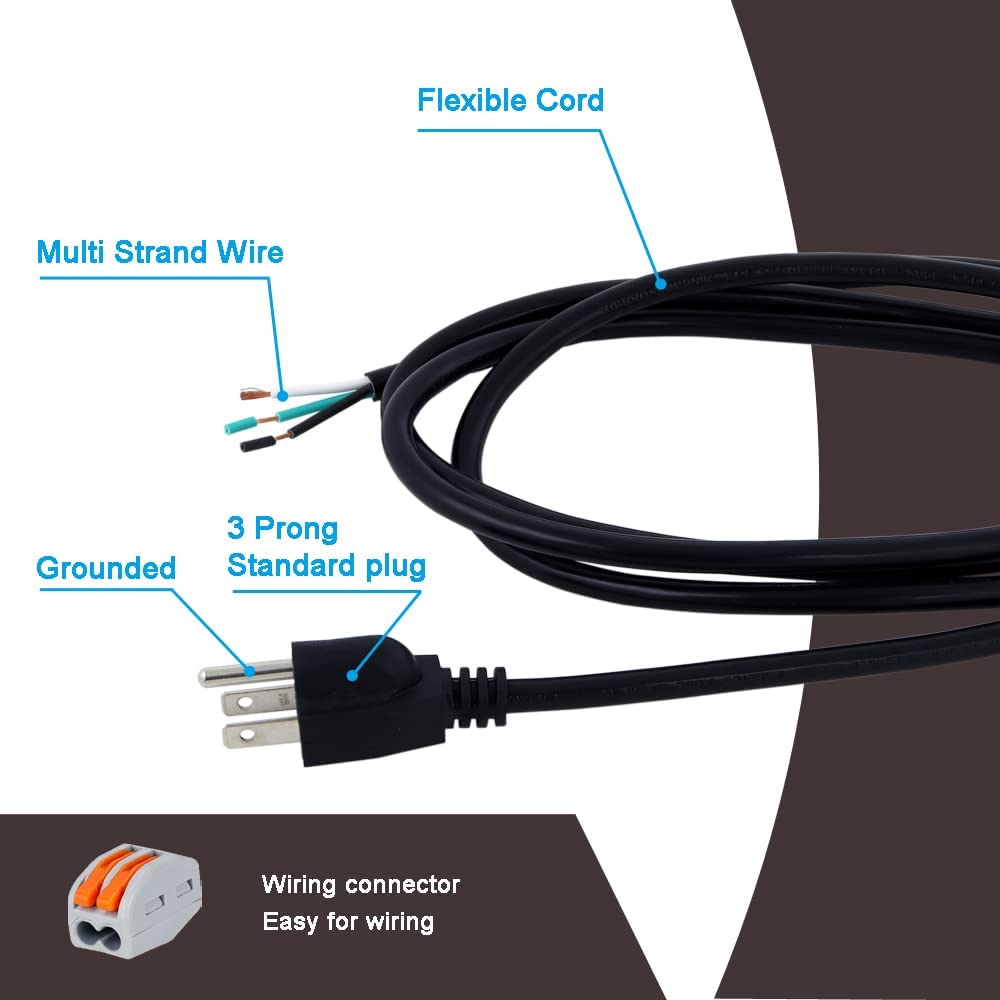 Flexible Cord
Multi Strand Wire
3 Prong
Standard plug
Grounded
Wiring connector
Easy for wiring